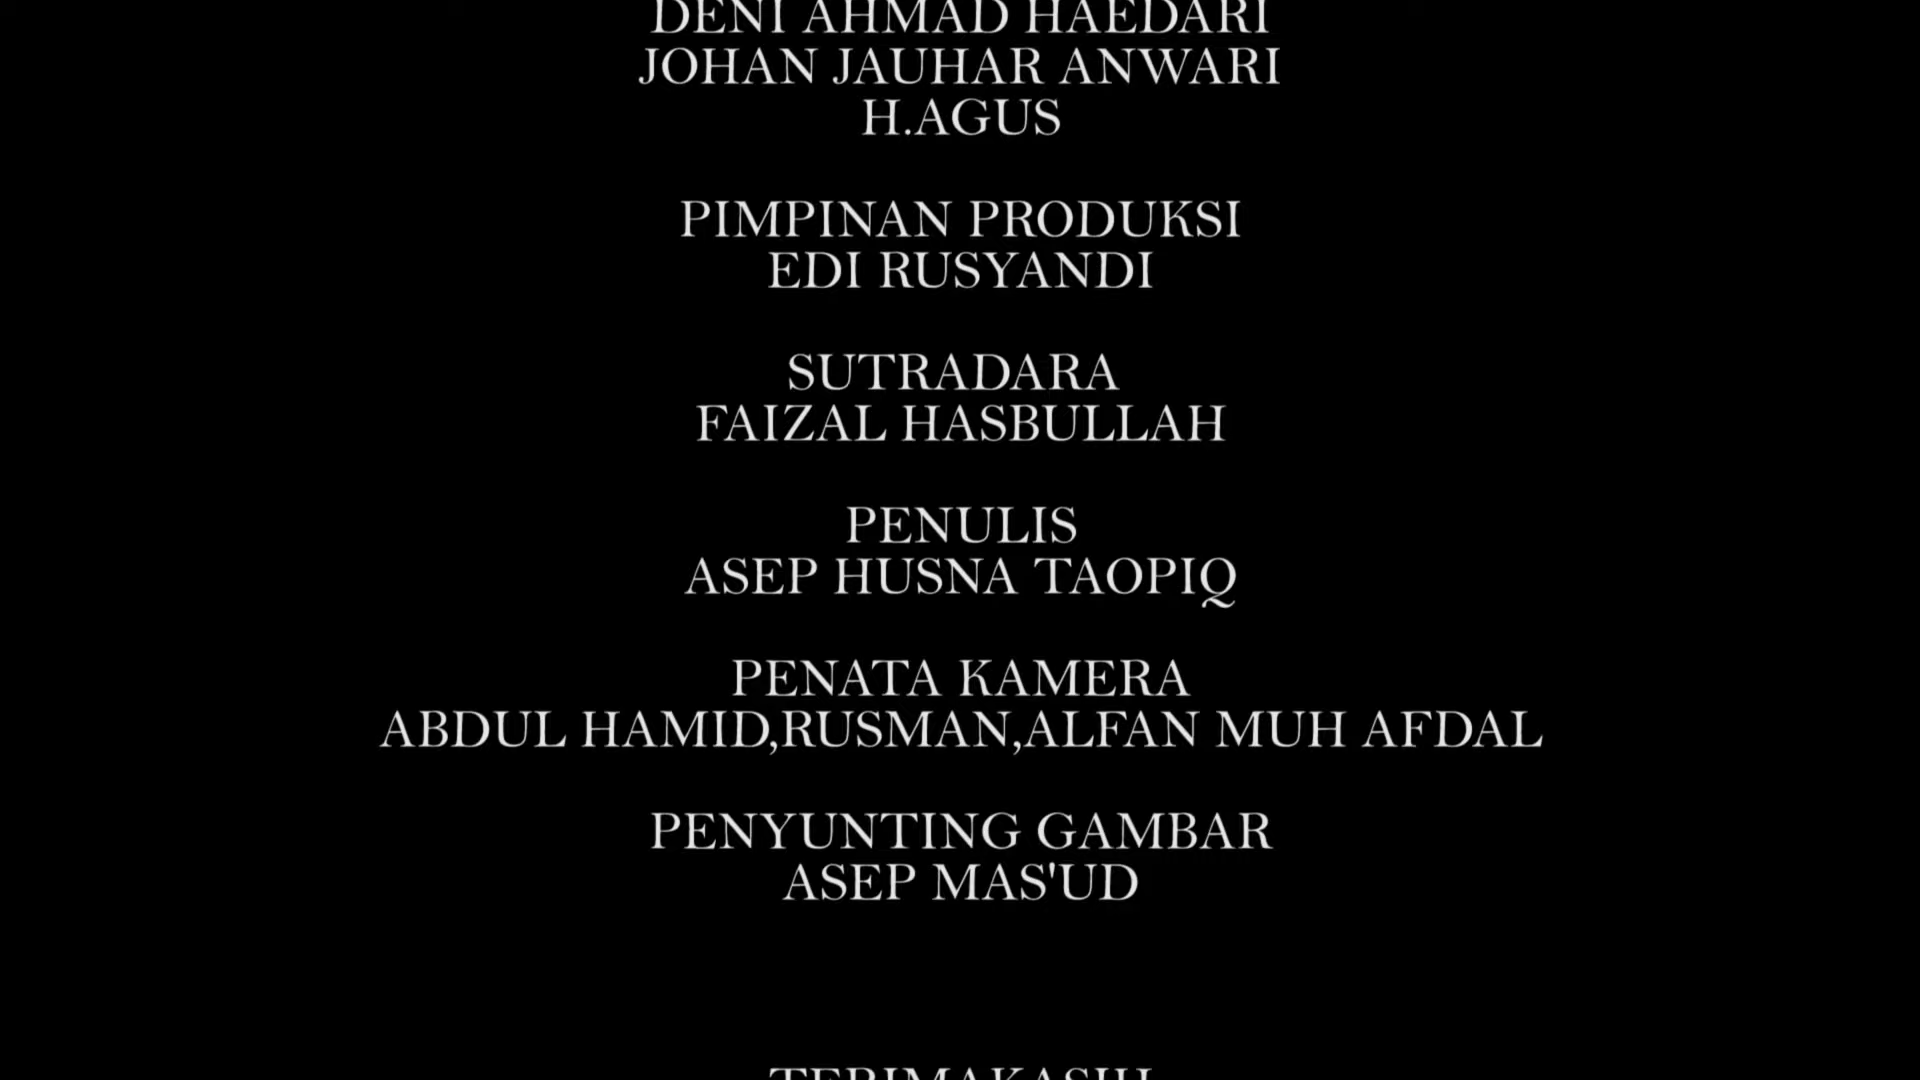 DENI AHMAD HAEDARI
JOHAN JAUHAR ANWARI
H.AGUS
PIMPINAN PRODUKSI
EDI RUSYANDI
SUTRADARA
FAIZAL HASBULLAH
PENULIS
ASEP HUSNA TAOPIQ
PENATA KAMERA
ABDUL HAMID,RUSMAN,ALFAN MUH AFDAL
PENYUNTING GAMBAR
ASEP MAS'UD
TERIMAKASIH